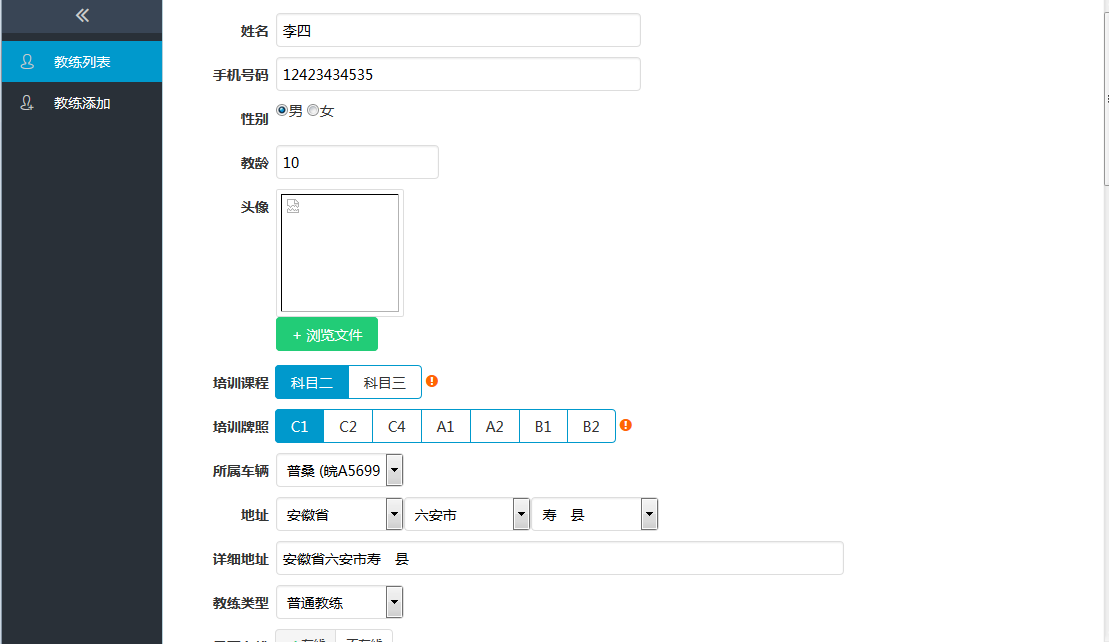 教练列表
教练添加
姓名 李四
手机号码 12423434535
性别 男 女
教龄 10
头像
+ 浏览文件
培训课程 科目二 科目三
培训牌照 C1 C2 C4 A1 A2 B1 B2
所属车辆 普桑 (皖A5699
地址 安徽省 六安市 寿　县
详细地址 安徽省六安市寿　县
教练类型 普通教练